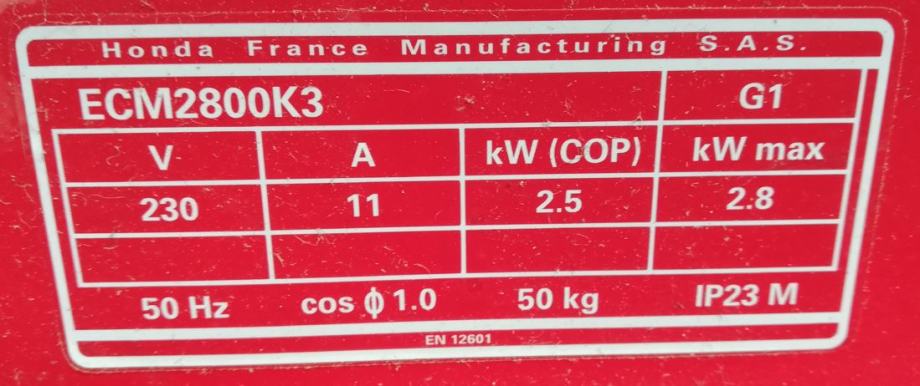 Honda France Manufacturing S.A.S.
ECM2800K3 G1
V A kW (COP) kW max
230 11 2.5 2.8
50 Hz cos ϕ 1.0 50 kg IP23 M
EN 12601